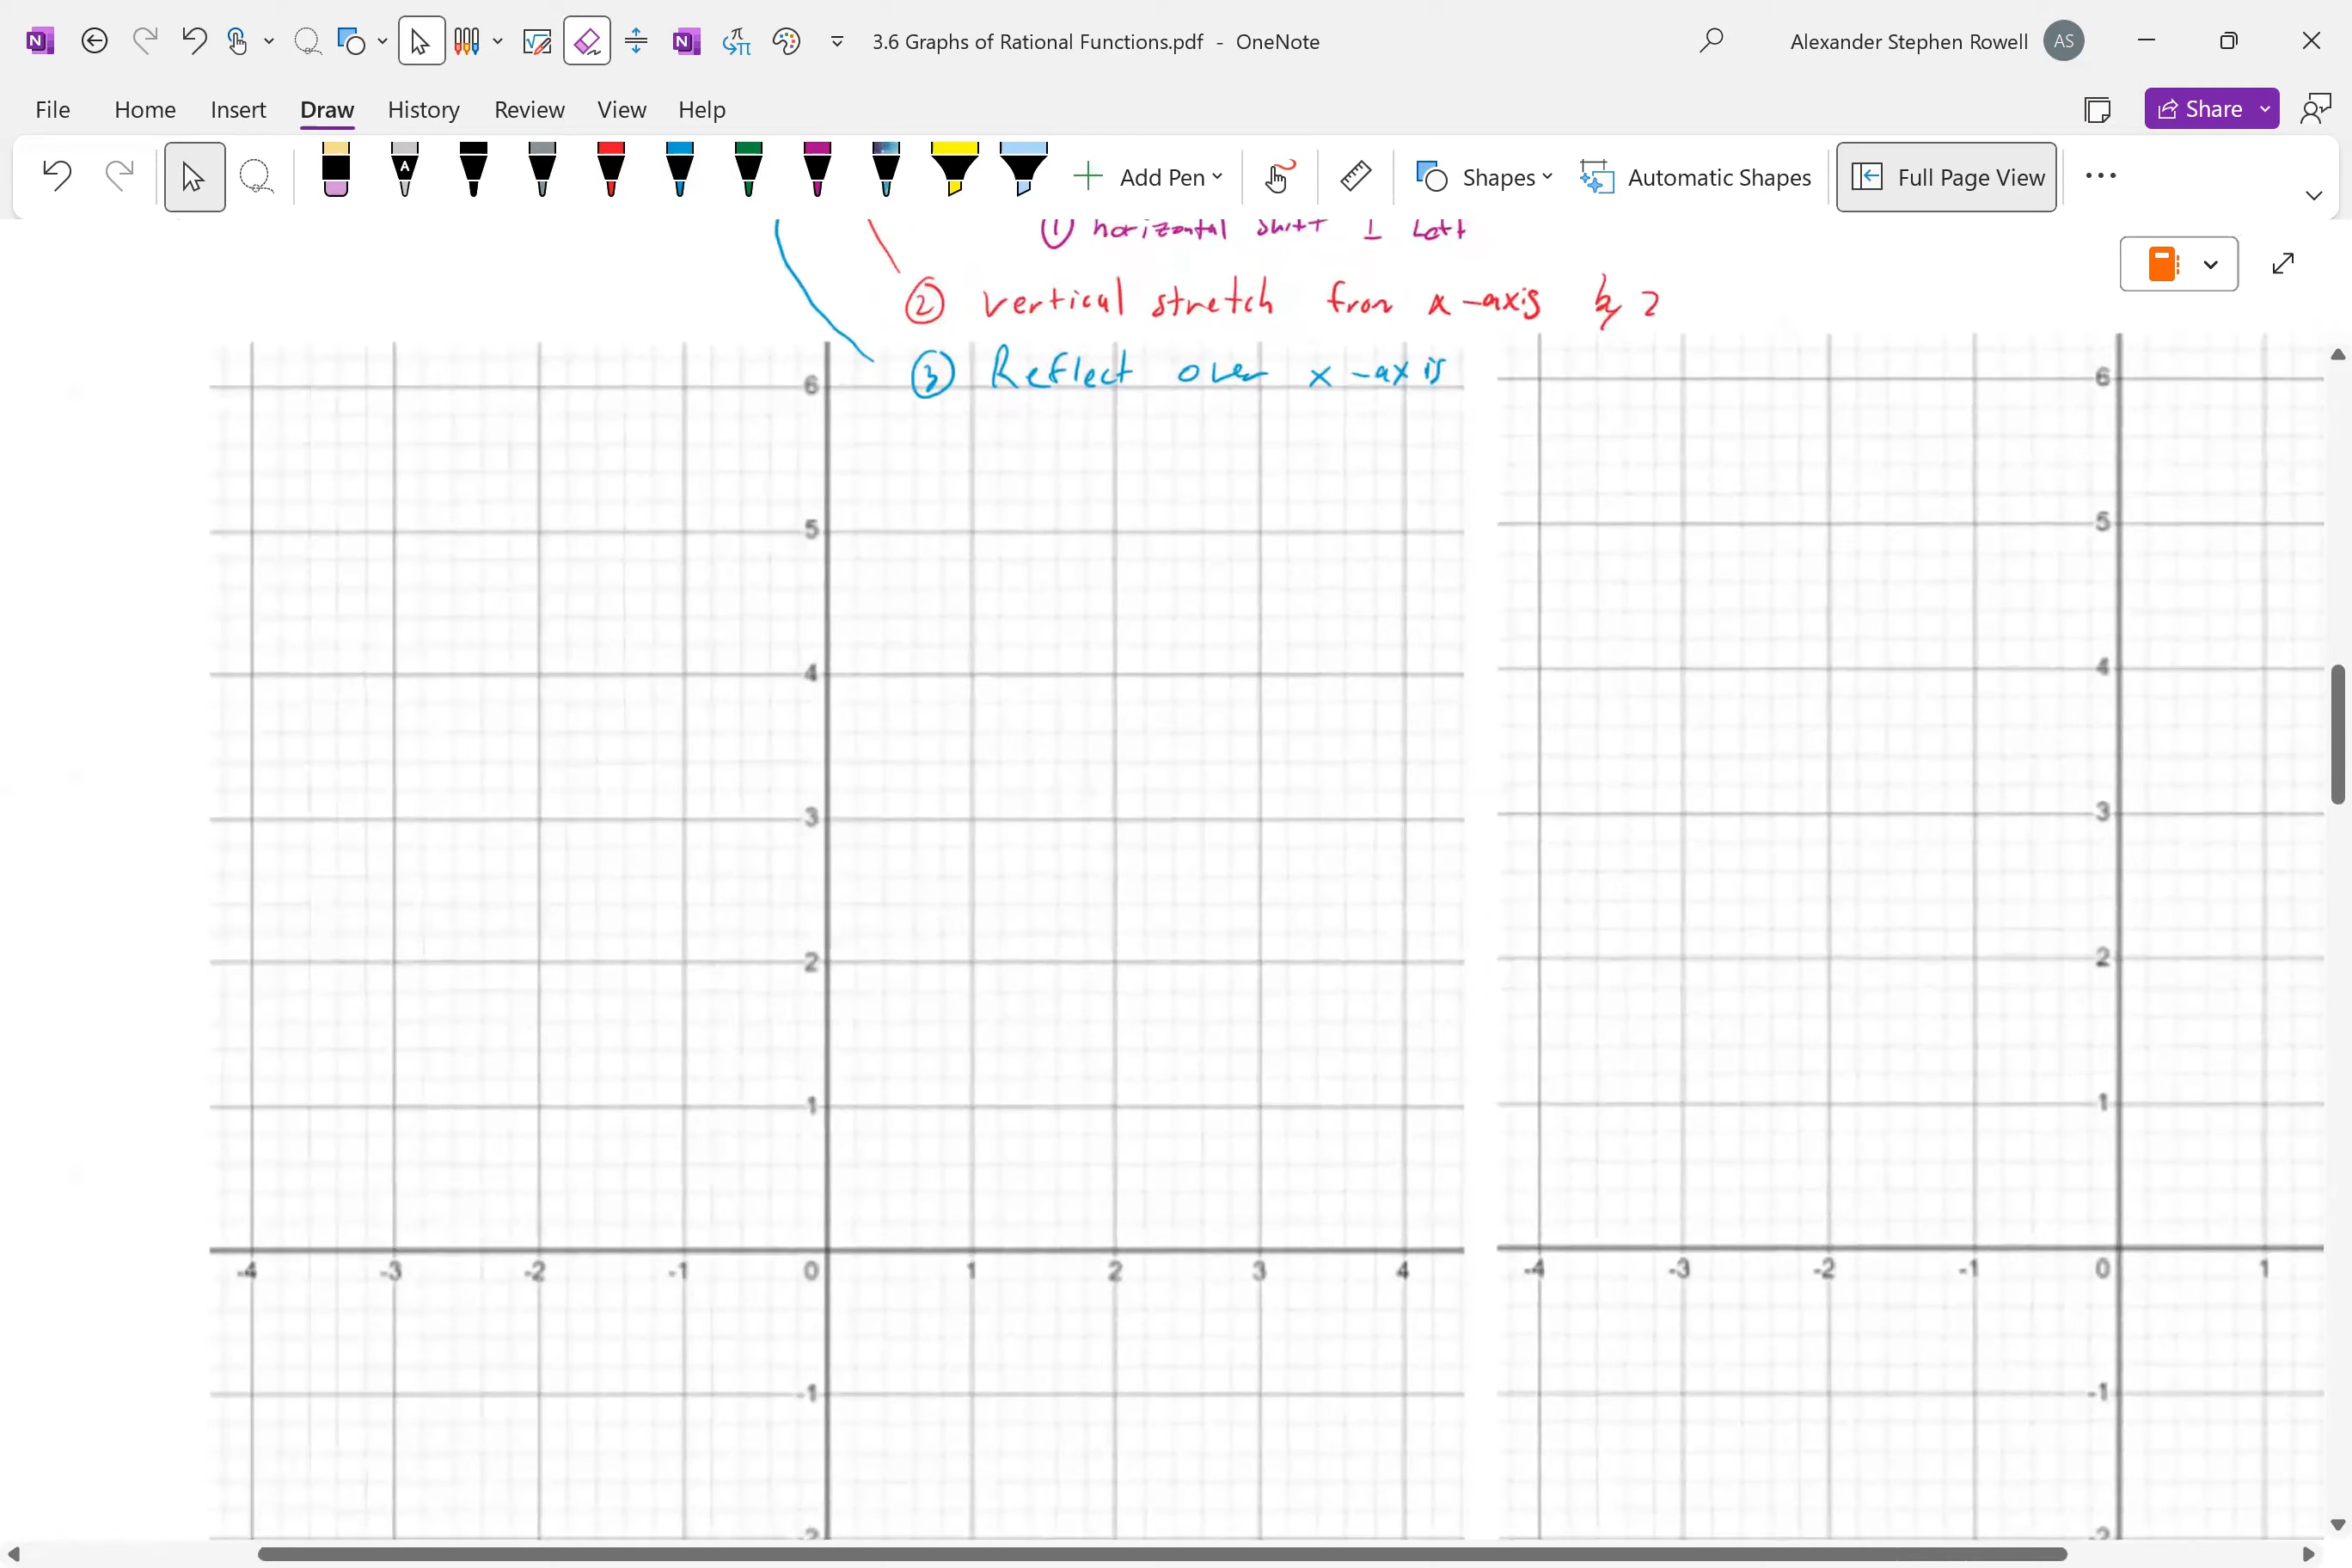 3.6 Graphs of Rational Functions.pdf - OneNote
Alexander Stephen Rowell
AS
File Home Insert Draw History Review View Help
Share
Add Pen
Shapes
Automatic Shapes
Full Page View
① horizontal shift 1 Left
② vertical stretch from x-axis by 2
③ Reflect over x-axis
6
5
4
3
2
1
-4 -3 -2 -1 0 1 2 3 4
-1
-2
6
5
4
3
2
1
-4 -3 -2 -1 0 1
-1
-2